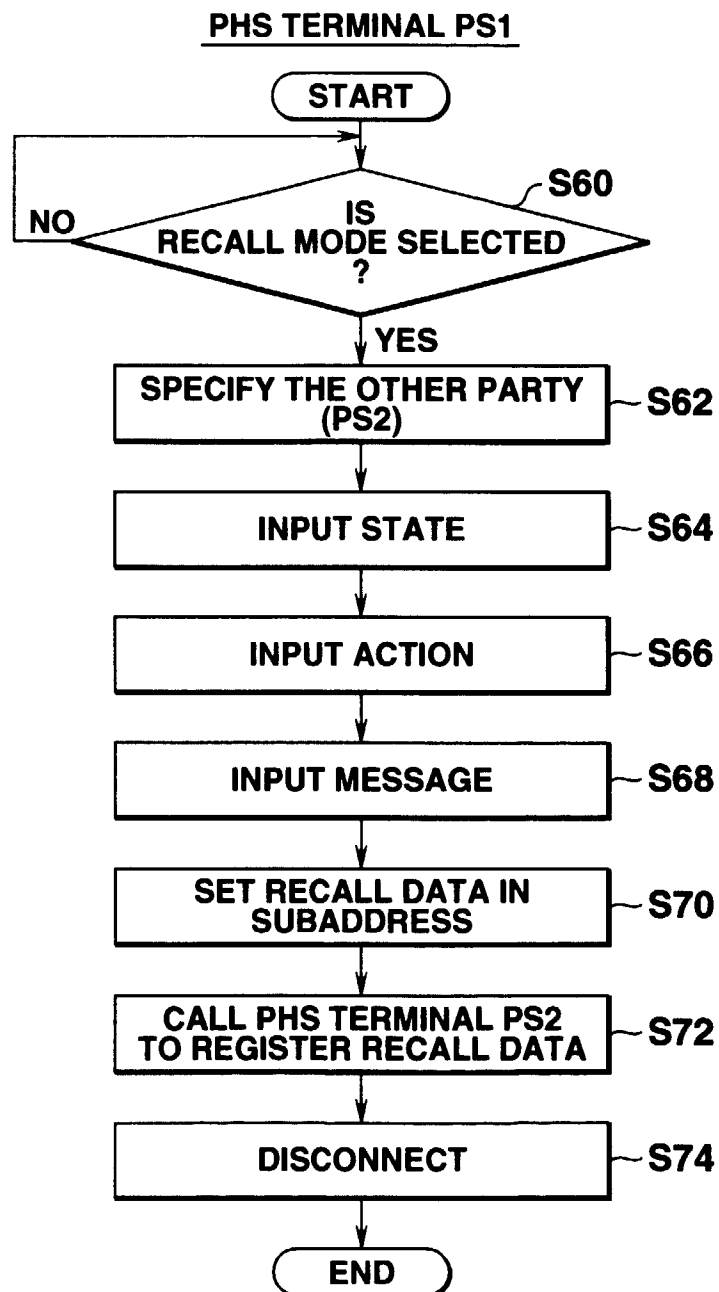 PHS TERMINAL PS1
START
S60
IS
RECALL MODE SELECTED
?
NO
YES
SPECIFY THE OTHER PARTY
(PS2)
S62
INPUT STATE
S64
INPUT ACTION
S66
INPUT MESSAGE
S68
SET RECALL DATA IN
SUBADDRESS
S70
CALL PHS TERMINAL PS2
TO REGISTER RECALL DATA
S72
DISCONNECT
S74
END